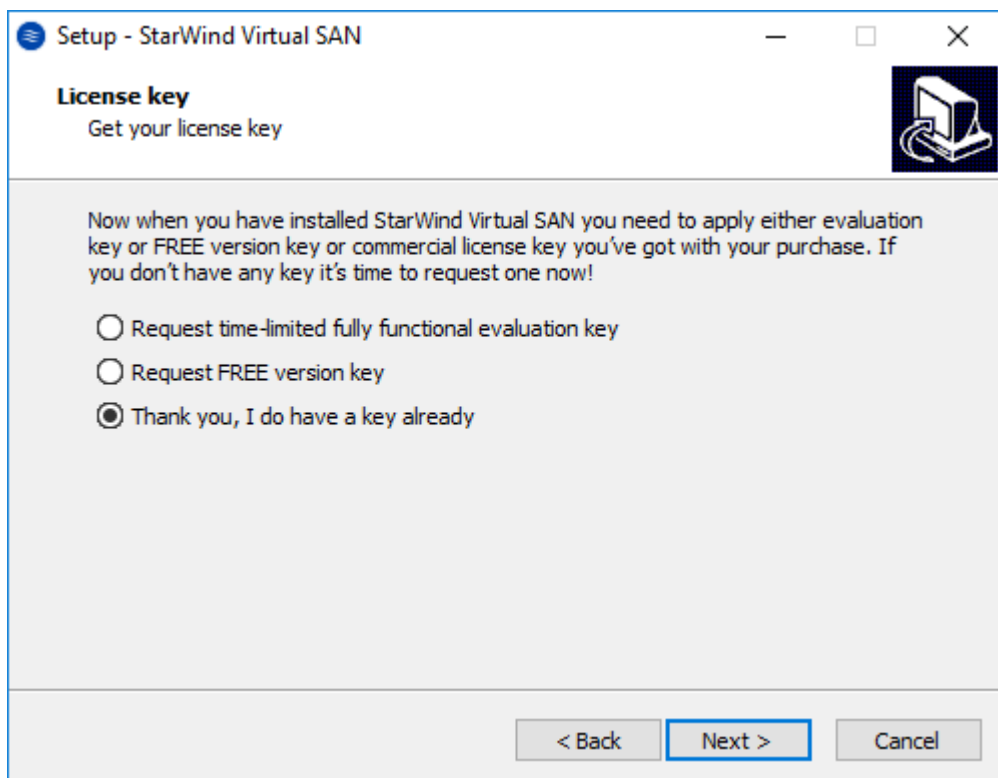 Setup - StarWind Virtual SAN
License key
Get your license key
Now when you have installed StarWind Virtual SAN you need to apply either evaluation
key or FREE version key or commercial license key you’ve got with your purchase. If
you don’t have any key it’s time to request one now!
Request time-limited fully functional evaluation key
Request FREE version key
Thank you, I do have a key already
< Back Next > Cancel